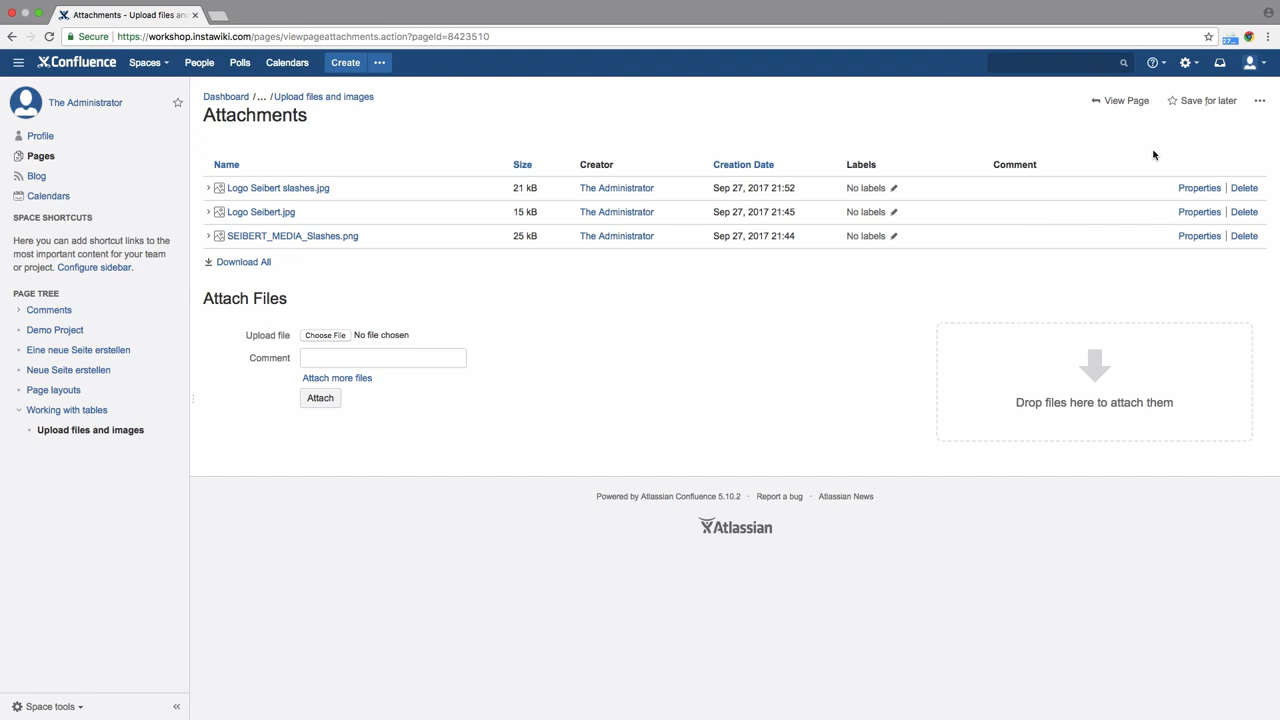 Attachments - Upload files an
Secure | https://workshop.instawiki.com/pages/viewpageattachments.action?pageId=8423510
Confluence Spaces People Polls Calendars Create •••
The Administrator
Profile
Pages
Blog
Calendars
SPACE SHORTCUTS
Here you can add shortcut links to the
most important content for your team
or project. Configure sidebar.
PAGE TREE
Comments
Demo Project
Eine neue Seite erstellen
Neue Seite erstellen
Page layouts
Working with tables
Upload files and images
Space tools
Dashboard / … / Upload files and images
Attachments
View Page Save for later •••
Name Size Creator Creation Date Labels Comment
Logo Seibert slashes.jpg 21 kB The Administrator Sep 27, 2017 21:52 No labels Properties | Delete
Logo Seibert.jpg 15 kB The Administrator Sep 27, 2017 21:45 No labels Properties | Delete
SEIBERT_MEDIA_Slashes.png 25 kB The Administrator Sep 27, 2017 21:44 No labels Properties | Delete
Download All
Attach Files
Upload file Choose File No file chosen
Comment
Attach more files
Attach
Drop files here to attach them
Powered by Atlassian Confluence 5.10.2 · Report a bug · Atlassian News
Atlassian